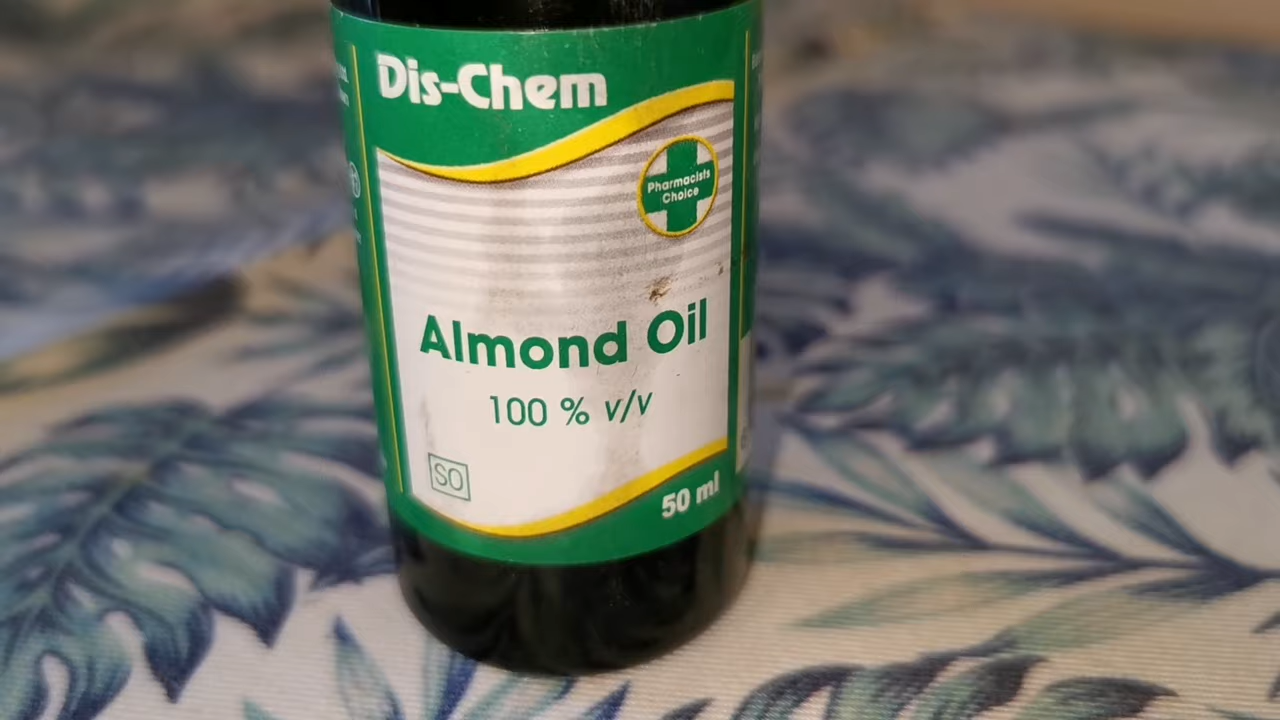 Dis-Chem
Pharmacists
Choice
Almond Oil
100 % v/v
SO
50 ml